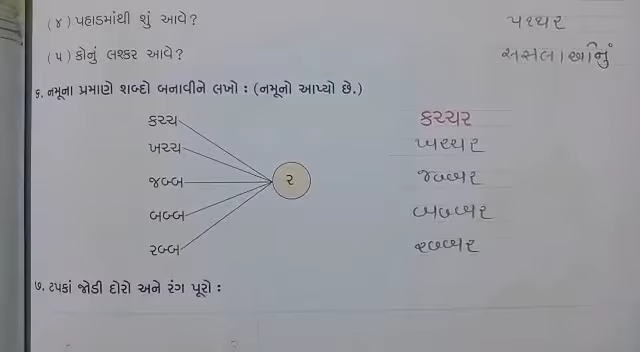 (૪) પહાડમાંથી શું આવે? પથ્થર
(૫) કોનું લશ્કર આવે? સસલાભાઈનું
૬. નમૂના પ્રમાણે શબ્દો બનાવીને લખો : (નમૂનો આપ્યો છે.)
કચ્ચ કચ્ચર
ખચ્ચ ખચ્ચર
ર
જબ્બ જબ્બર
બબ્બ બબ્બર
રબ્બ રબ્બર
૭. ટપકાં જોડી દોરો અને રંગ પૂરો :